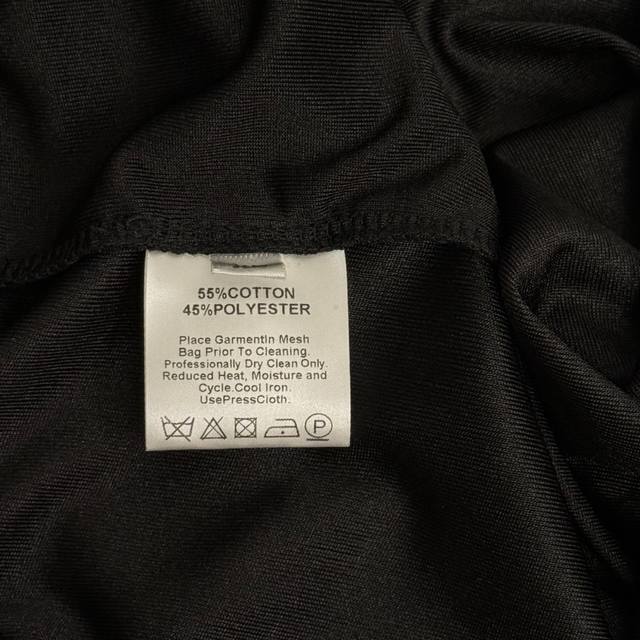 55%COTTON
45%POLYESTER
Place GarmentIn Mesh
Bag Prior To Cleaning.
Professionally Dry Clean Only.
Reduced Heat, Moisture and
Cycle.Cool Iron.
UsePressCloth.
P